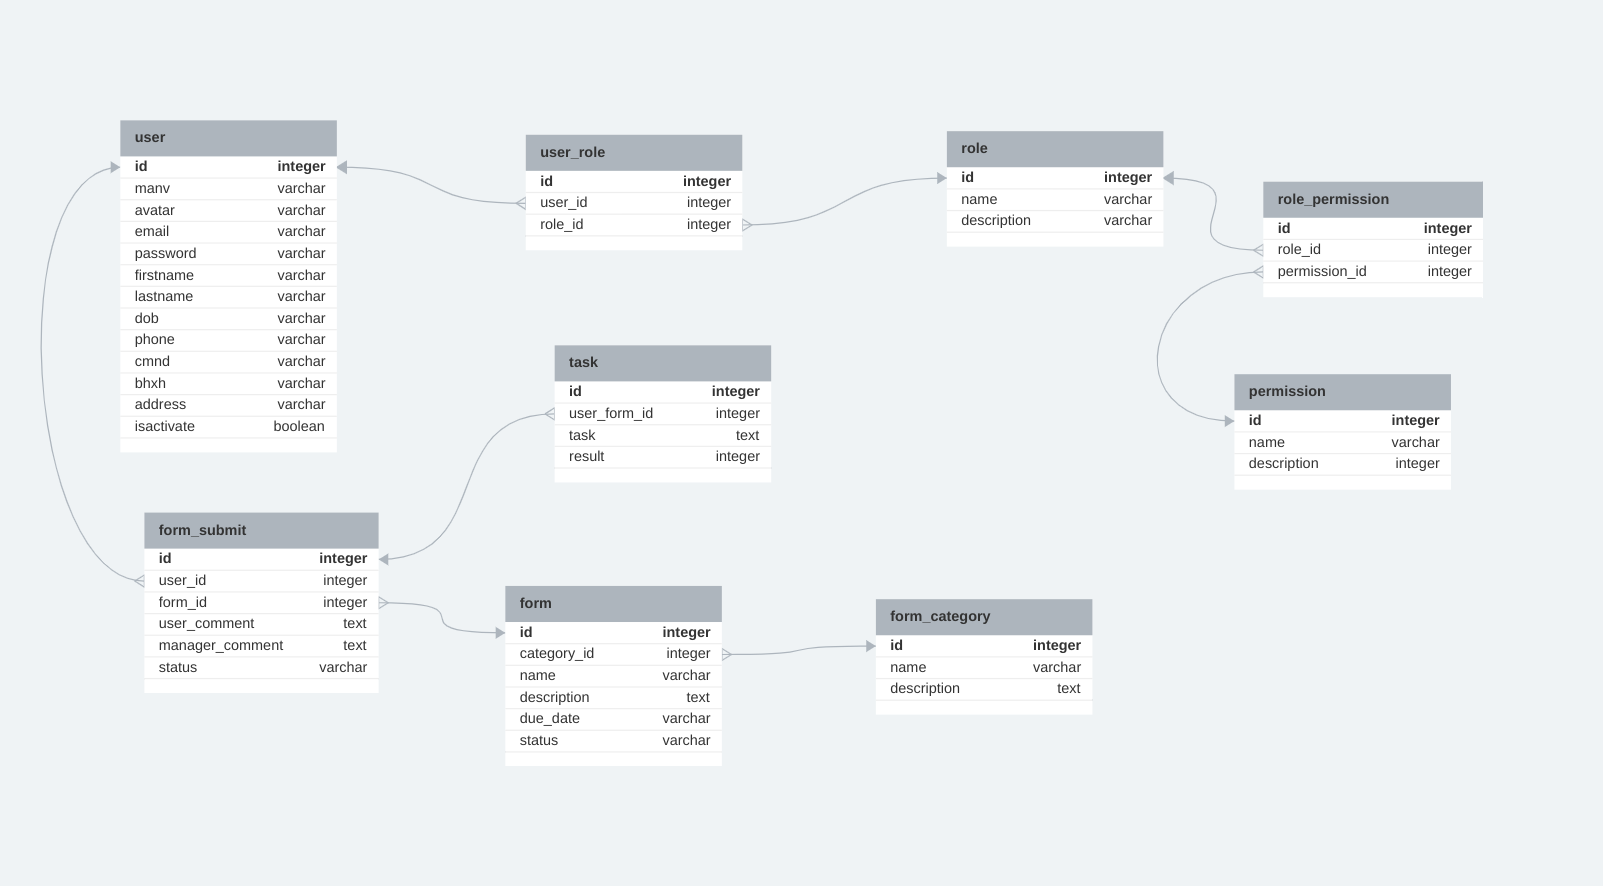 user
id integer
manv varchar
avatar varchar
email varchar
password varchar
firstname varchar
lastname varchar
dob varchar
phone varchar
cmnd varchar
bhxh varchar
address varchar
isactivate boolean
user_role
id integer
user_id integer
role_id integer
role
id integer
name varchar
description varchar
role_permission
id integer
role_id integer
permission_id integer
task
id integer
user_form_id integer
task text
result integer
permission
id integer
name varchar
description integer
form_submit
id integer
user_id integer
form_id integer
user_comment text
manager_comment text
status varchar
form
id integer
category_id integer
name varchar
description text
due_date varchar
status varchar
form_category
id integer
name varchar
description text